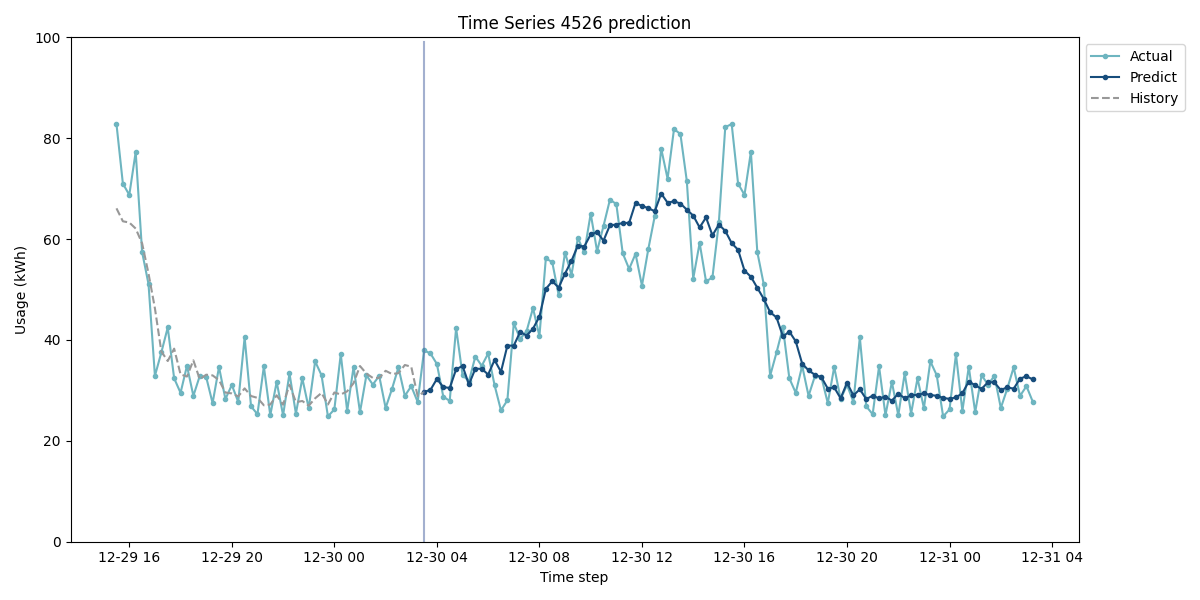 Time Series 4526 prediction
100
80
60
40
20
0
Usage (kWh)
12-29 16
12-29 20
12-30 00
12-30 04
12-30 08
12-30 12
12-30 16
12-30 20
12-31 00
12-31 04
Time step
Actual
Predict
History